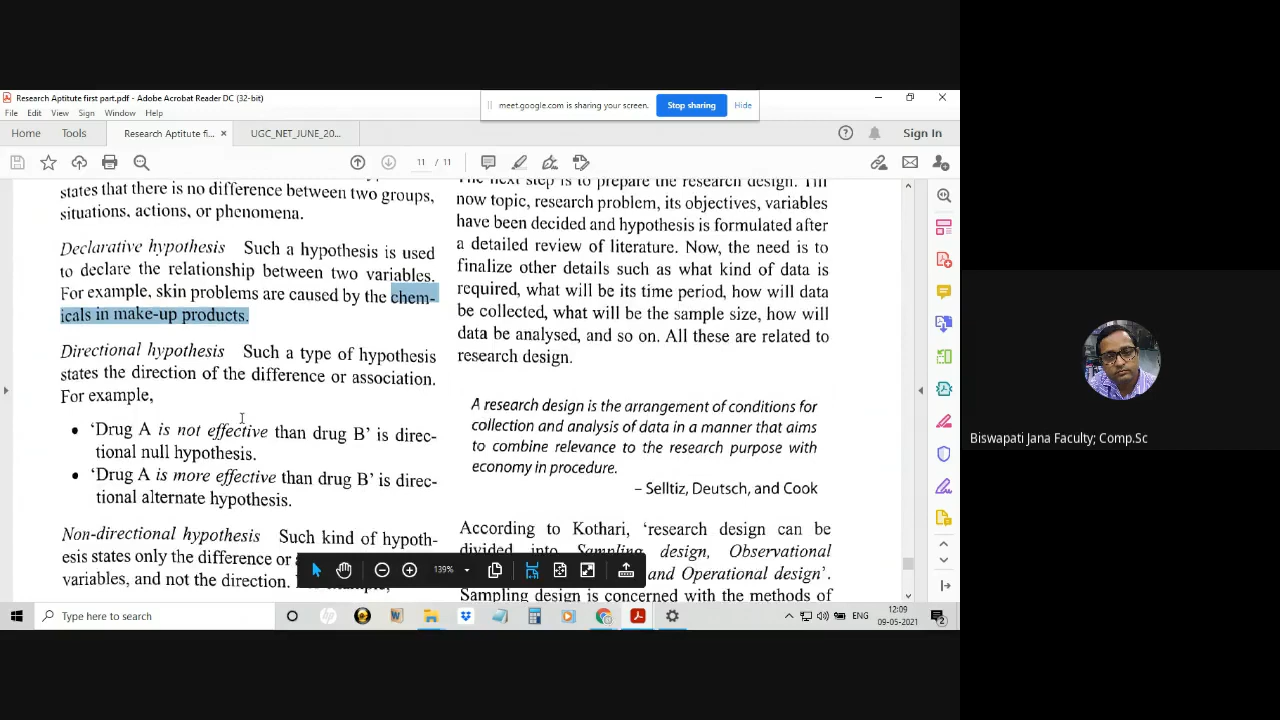 Research Aptitute first part.pdf - Adobe Acrobat Reader DC (32-bit)
meet.google.com is sharing your screen.
Stop sharing
Hide
File Edit View Sign Window Help
Home Tools
Research Aptitute fi...
UGC_NET_JUNE_20...
Sign In
11 / 11
states that there is no difference between two groups,
situations, actions, or phenomena.
Declarative hypothesis Such a hypothesis is used
to declare the relationship between two variables.
For example, skin problems are caused by the chem-
icals in make-up products.
Directional hypothesis Such a type of hypothesis
states the direction of the difference or association.
For example,
• ‘Drug A is not effective than drug B’ is direc-
tional null hypothesis.
• ‘Drug A is more effective than drug B’ is direc-
tional alternate hypothesis.
Non-directional hypothesis Such kind of hypoth-
esis states only the difference or
variables, and not the direction.
The next step is to prepare the research design. Till
now topic, research problem, its objectives, variables
have been decided and hypothesis is formulated after
a detailed review of literature. Now, the need is to
finalize other details such as what kind of data is
required, what will be its time period, how will data
be collected, what will be the sample size, how will
data be analysed, and so on. All these are related to
research design.
A research design is the arrangement of conditions for
collection and analysis of data in a manner that aims
to combine relevance to the research purpose with
economy in procedure.
– Selltiz, Deutsch, and Cook
According to Kothari, ‘research design can be
divided into Sampling design, Observational
and Operational design’.
Sampling design is concerned with the methods of
139%
Type here to search
ENG
12:09
09-05-2021
2
Biswapati Jana Faculty; Comp.Sc